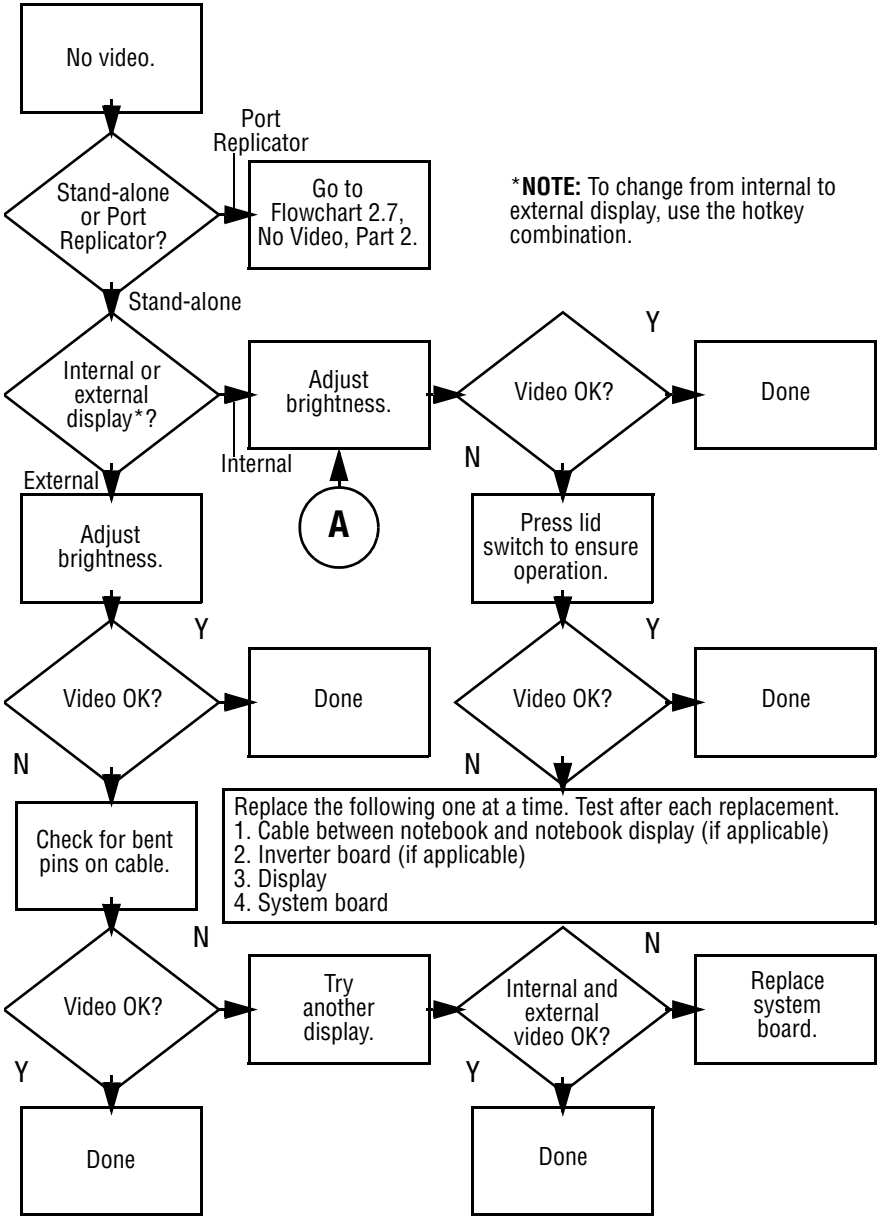 No video.
Port
Replicator
Stand-alone
or Port
Replicator?
Go to
Flowchart 2.7,
No Video, Part 2.
*NOTE: To change from internal to
external display, use the hotkey
combination.
Stand-alone
Internal or
external
display*?
Internal
Adjust
brightness.
Video OK?
Y
Done
N
A
External
Adjust
brightness.
Press lid
switch to ensure
operation.
Video OK?
Y
Done
N
Video OK?
Y
Done
N
Check for bent
pins on cable.
Replace the following one at a time. Test after each replacement.
1. Cable between notebook and notebook display (if applicable)
2. Inverter board (if applicable)
3. Display
4. System board
Video OK?
N
Try
another
display.
Internal and
external
video OK?
N
Replace
system
board.
Y
Done
Y
Done